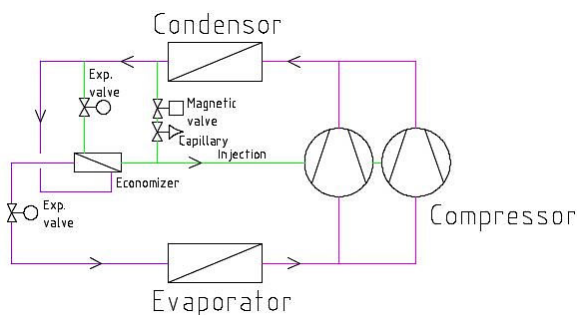 Condensor
Exp.
valve
Magnetic
valve
Capillary
Injection
Economizer
Exp.
valve
Compressor
Evaporator